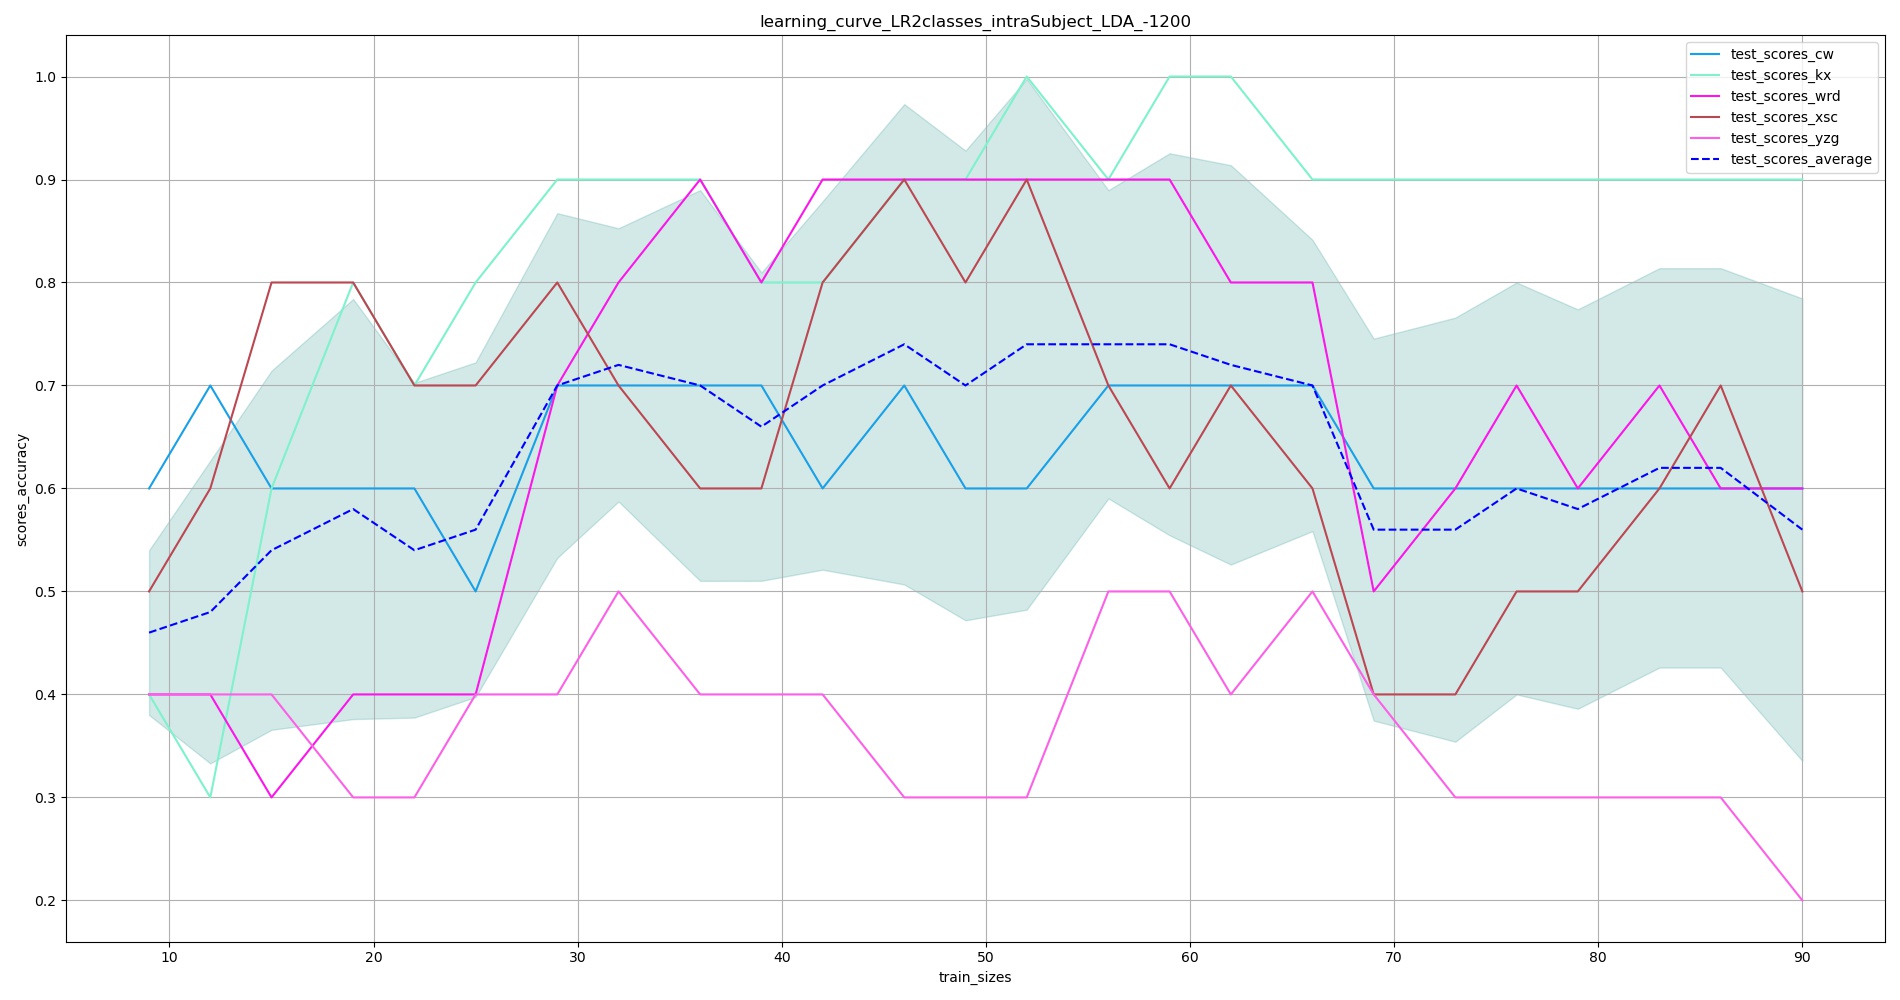 learning_curve_LR2classes_intraSubject_LDA_-1200
test_scores_cw
test_scores_kx
test_scores_wrd
test_scores_xsc
test_scores_yzg
test_scores_average
scores_accuracy
1.0
0.9
0.8
0.7
0.6
0.5
0.4
0.3
0.2
10 20 30 40 50 60 70 80 90
train_sizes